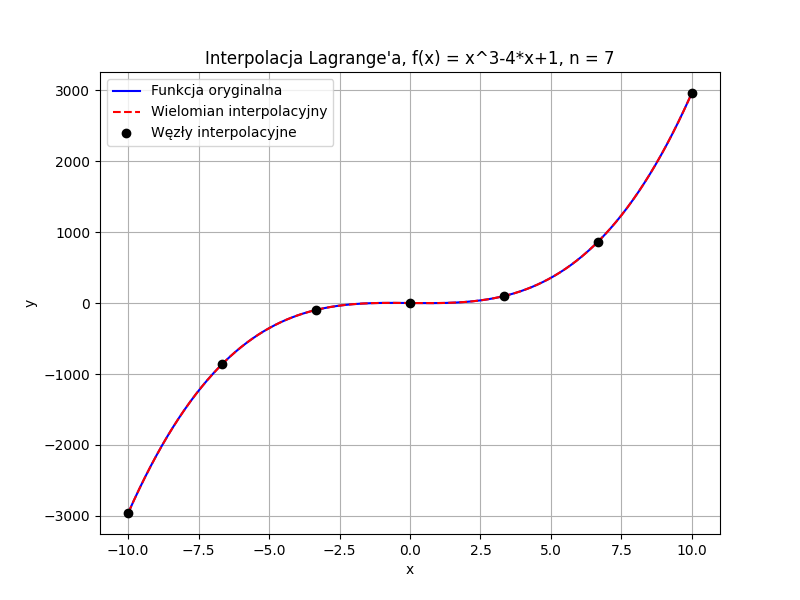 Interpolacja Lagrange'a, f(x) = x^3-4*x+1, n = 7
Funkcja oryginalna
Wielomian interpolacyjny
Węzły interpolacyjne
3000
2000
1000
0
−1000
−2000
−3000
y
−10.0
−7.5
−5.0
−2.5
0.0
2.5
5.0
7.5
10.0
x